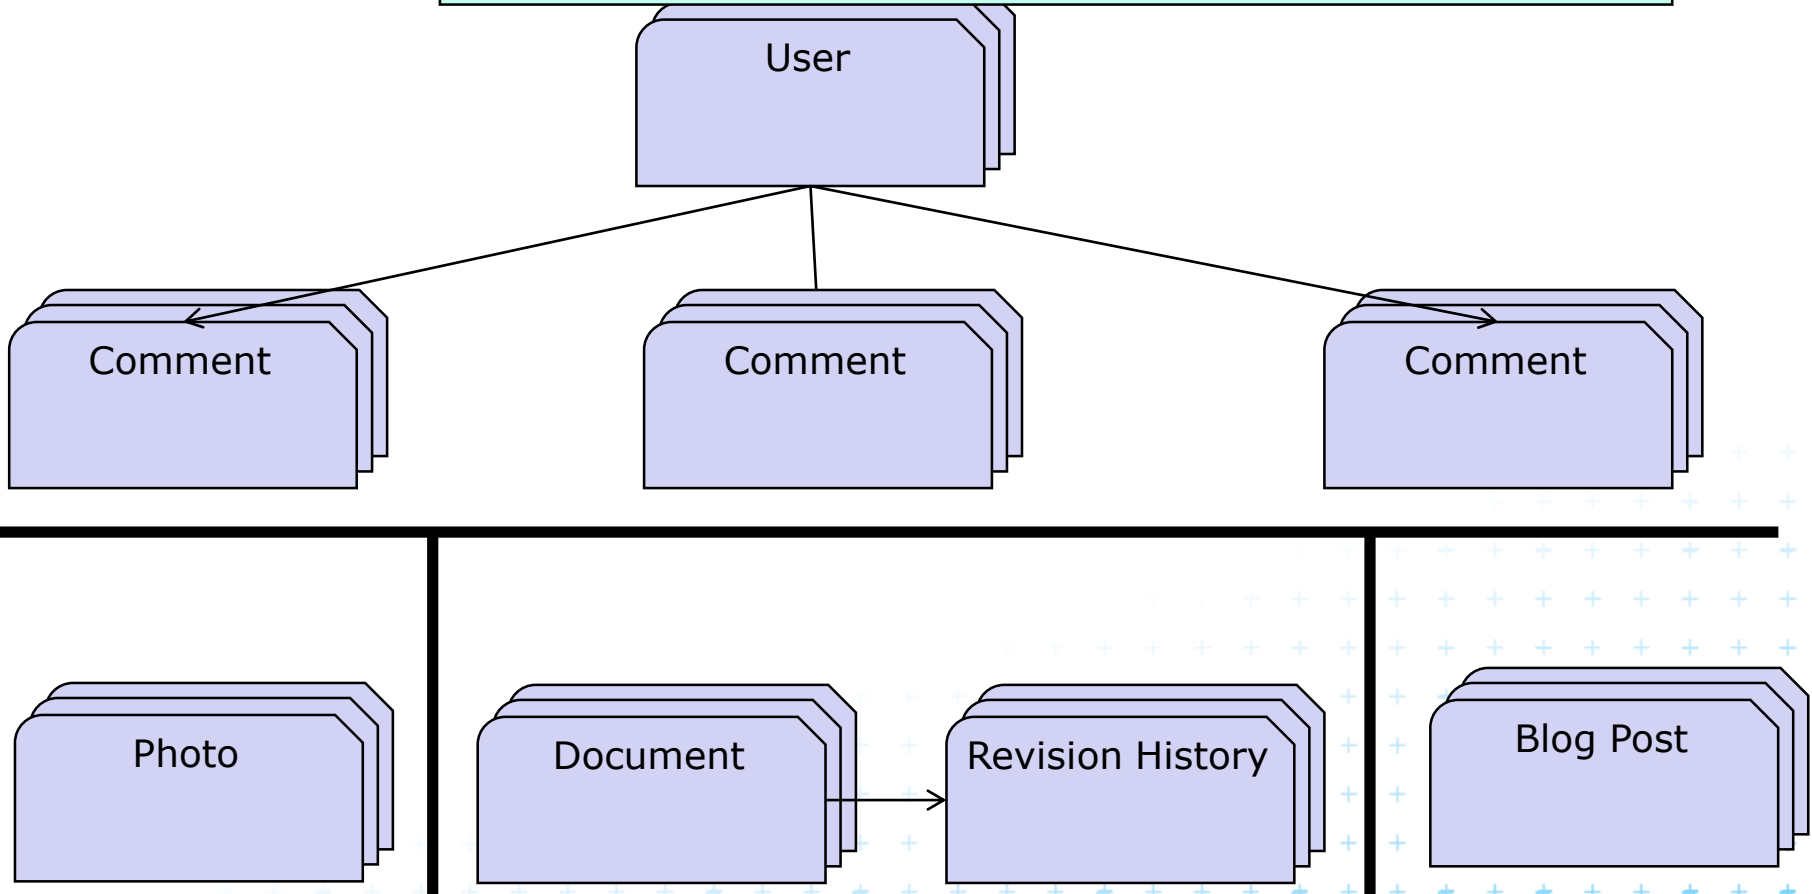 User
Comment
Comment
Comment
Photo
Document
Revision History
Blog Post